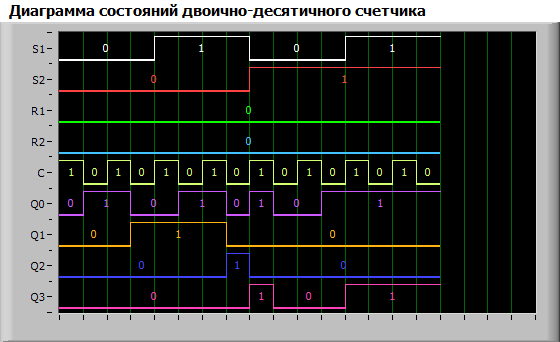 Диаграмма состояний двоично-десятичного счетчика
S1 0 1 0 1
S2 0 1
R1 0
R2 0
C 1 0 1 0 1 0 1 0 1 0 1 0 1 0 1 0
Q0 0 1 0 1 0 1 0 1
Q1 0 1 0
Q2 0 1 0
Q3 0 1 0 1